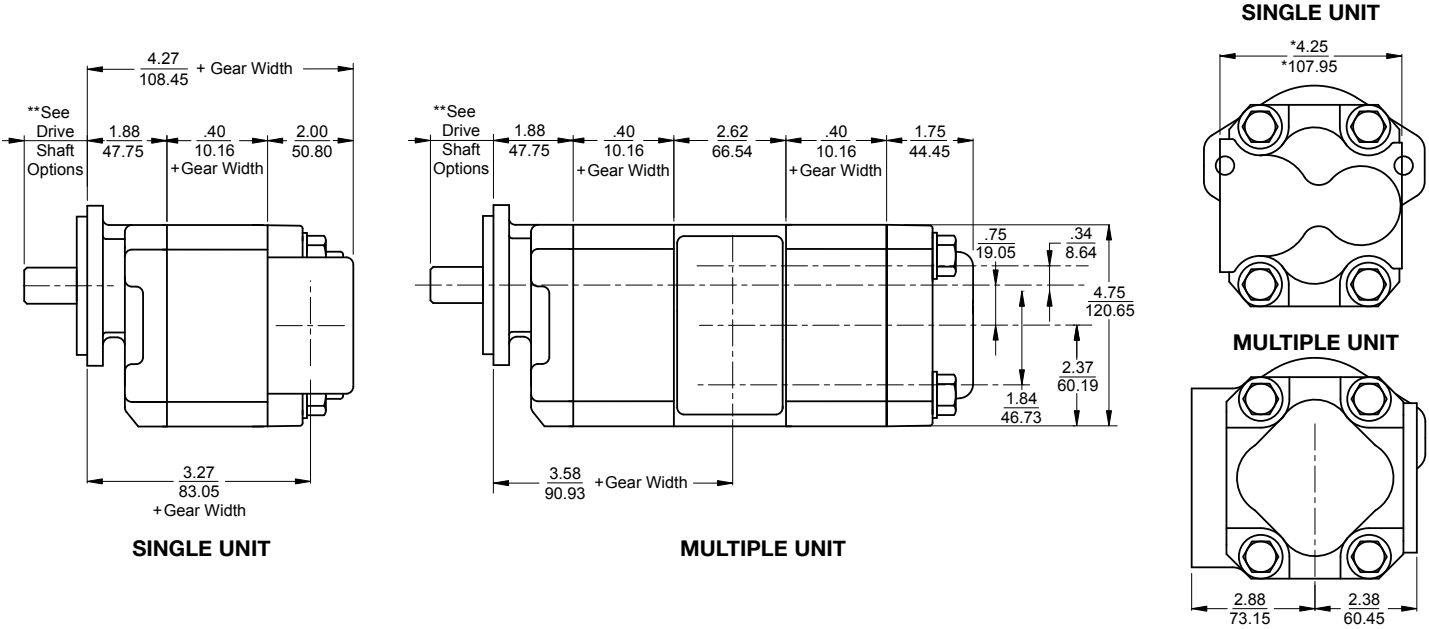 4.27
108.45
+ Gear Width
**See
Drive
Shaft
Options
1.88
47.75
.40
10.16
+Gear Width
2.00
50.80
3.27
83.05
+Gear Width
SINGLE UNIT
**See
Drive
Shaft
Options
1.88
47.75
.40
10.16
+Gear Width
2.62
66.54
.40
10.16
+Gear Width
1.75
44.45
.75
19.05
.34
8.64
4.75
120.65
2.37
60.19
1.84
46.73
3.58
90.93
+Gear Width
MULTIPLE UNIT
SINGLE UNIT
*4.25
*107.95
MULTIPLE UNIT
2.88
73.15
2.38
60.45